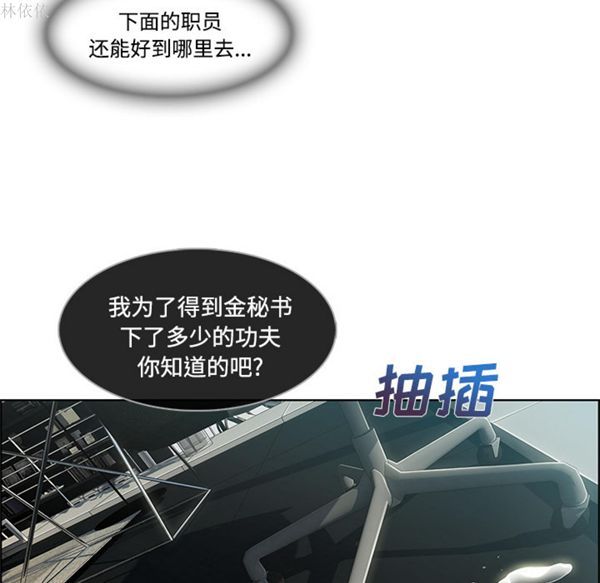 林依依
下面的职员
还能好到哪里去...
我为了得到金秘书
下了多少的功夫
你知道的吧?
抽插